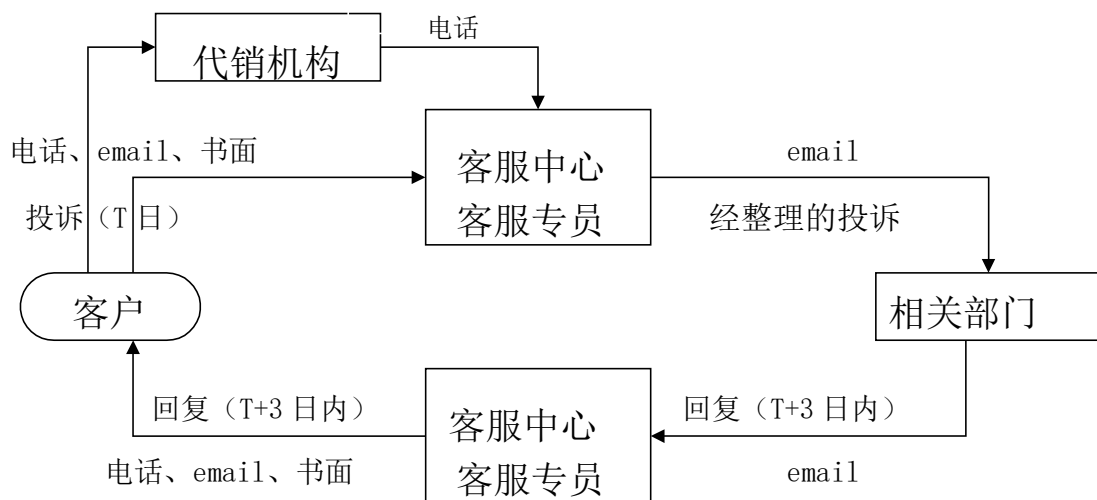 电话
代销机构
电话、email、书面
客服中心
客服专员
email
投诉（T 日）
经整理的投诉
客户
相关部门
回复（T+3 日内）
客服中心
客服专员
回复（T+3 日内）
电话、email、书面
email